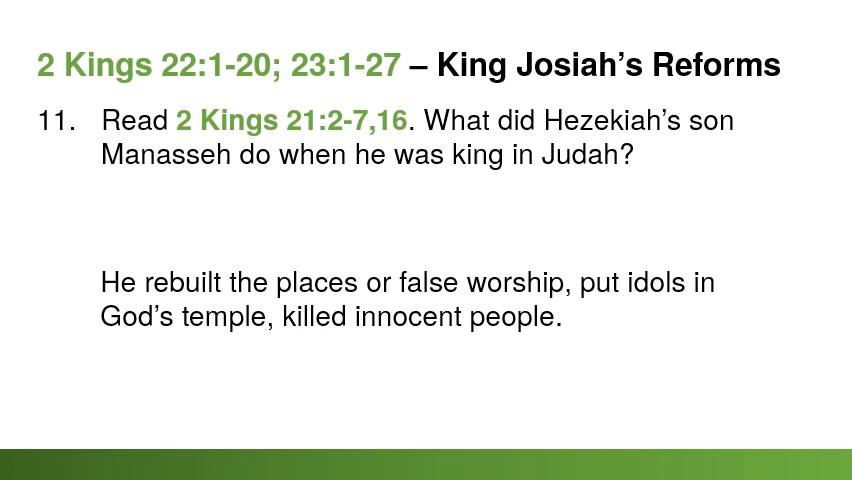 2 Kings 22:1-20; 23:1-27 – King Josiah’s Reforms
11. Read 2 Kings 21:2-7,16. What did Hezekiah’s son
Manasseh do when he was king in Judah?
He rebuilt the places or false worship, put idols in
God’s temple, killed innocent people.